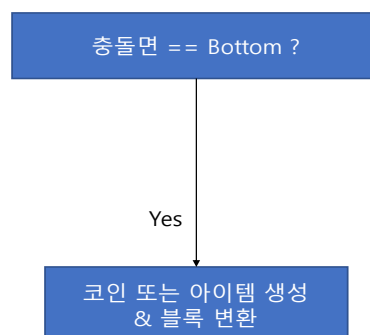 충돌면 == Bottom ?
Yes
코인 또는 아이템 생성
& 블록 변환